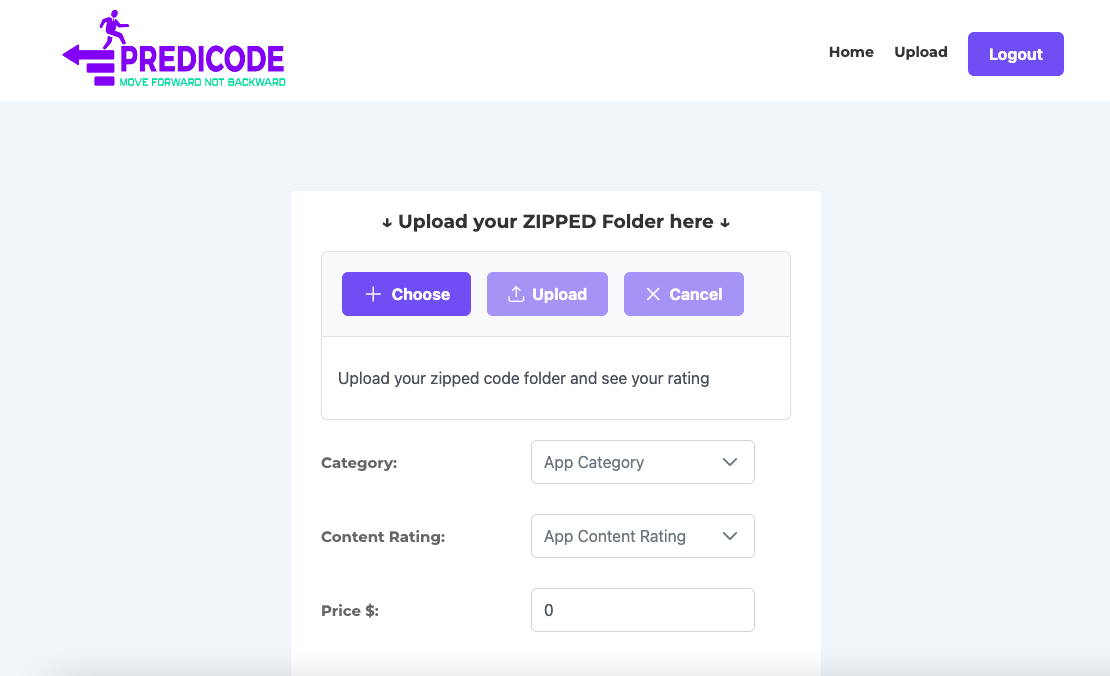 PREDICODE
MOVE FORWARD NOT BACKWARD
Home Upload Logout
↓ Upload your ZIPPED Folder here ↓
Choose Upload Cancel
Upload your zipped code folder and see your rating
Category: App Category
Content Rating: App Content Rating
Price $: 0